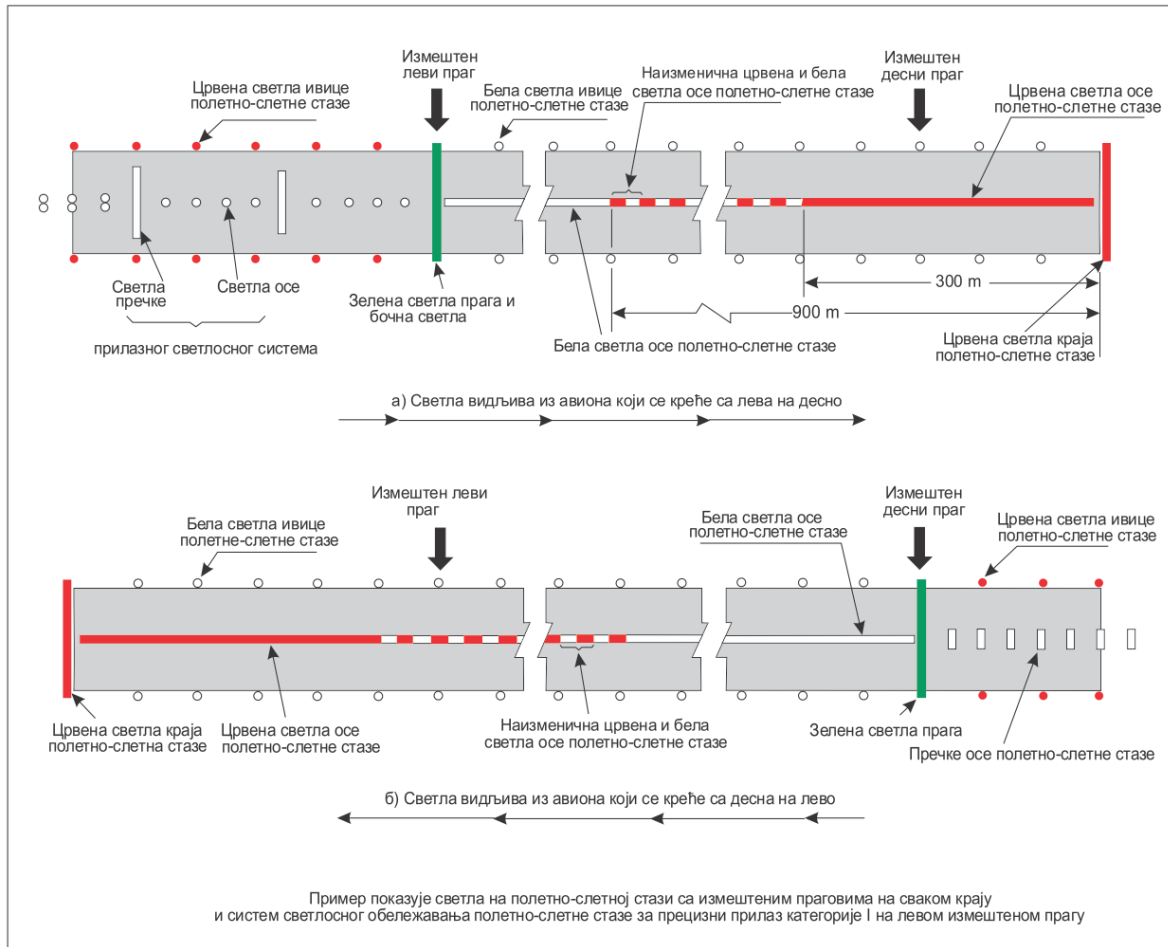 Измештен
леви праг
Измештен
десни праг
Црвена светла ивице
полетно-слетне стазе
Бела светла ивице
полетно-слетне стазе
Наизменична црвена и бела
светла осе полетно-слетне стазе
Црвена светла осе
полетно-слетне стазе
Светла
пречке
Светла осе
Зелена светла прага и
бочна светла
300 m
900 m
прилазног светлосног система
Бела светла осе полетно-слетне стазе
Црвена светла краја
полетно-слетне стазе
а) Светла видљива из авиона који се креће са лева на десно
Измештен леви
праг
Измештен
десни праг
Бела светла ивице
полетне-слетне стазе
Бела светла осе
полетно-слетне стазе
Црвена светла ивице
полетно-слетне стазе
Црвена светла краја
полетно-слетна стазе
Црвена светла осе
полетно-слетне стазе
Наизменична црвена и бела
светла осе полетно-слетне стазе
Зелена светла прага
Пречке осе полетно-слетне стазе
б) Светла видљива из авиона који се креће са десна на лево
Пример показује светла на полетно-слетној стази са измештеним праговима на сваком крају
и систем светлосног обележавања полетно-слетне стазе за прецизни прилаз категорије I на левом измештеном прагу